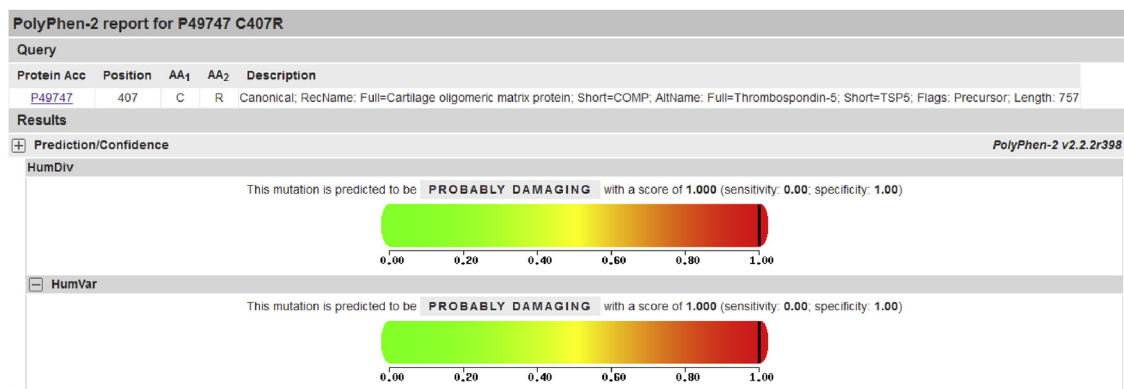 PolyPhen-2 report for P49747 C407R
Query
Protein Acc Position AA1 AA2 Description
P49747 407 C R Canonical; RecName: Full=Cartilage oligomeric matrix protein; Short=COMP; AltName: Full=Thrombospondin-5; Short=TSP5; Flags: Precursor; Length: 757
Results
+ Prediction/Confidence PolyPhen-2 v2.2.2r398
HumDiv
This mutation is predicted to be PROBABLY DAMAGING with a score of 1.000 (sensitivity: 0.00; specificity: 1.00)
0.00 0.20 0.40 0.60 0.80 1.00
− HumVar
This mutation is predicted to be PROBABLY DAMAGING with a score of 1.000 (sensitivity: 0.00; specificity: 1.00)
0.00 0.20 0.40 0.60 0.80 1.00